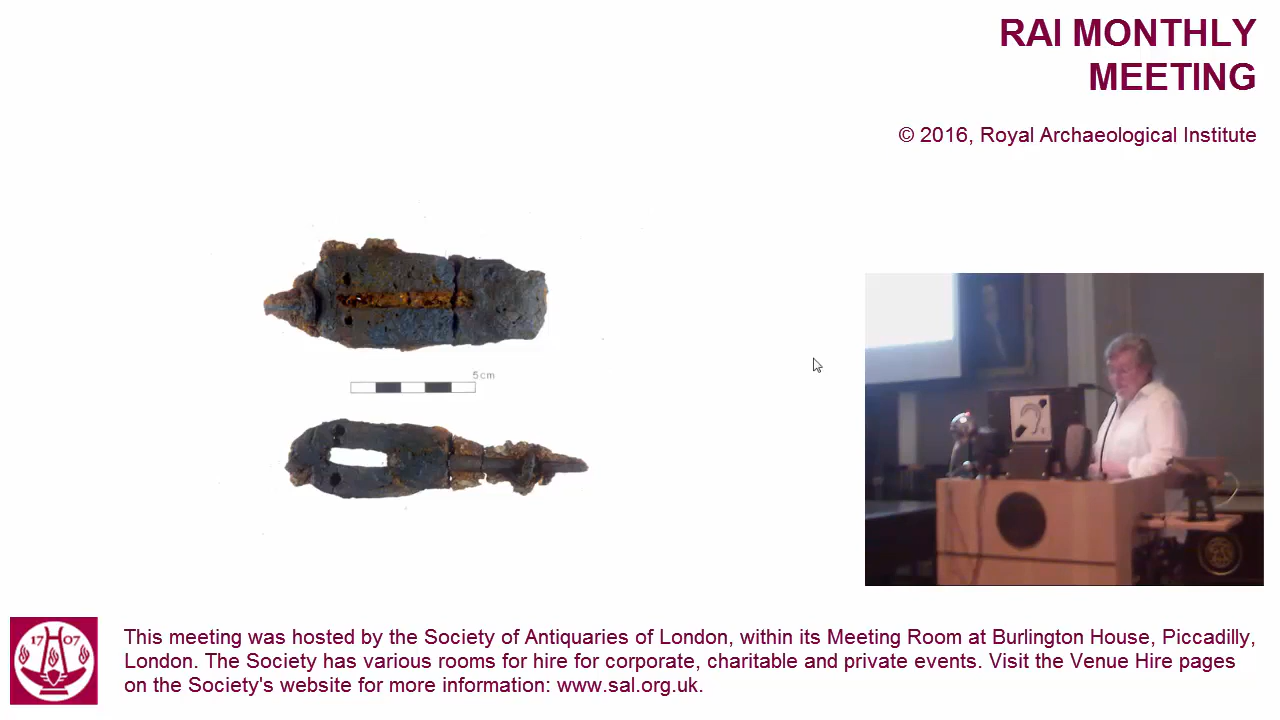 RAI MONTHLY
MEETING
© 2016, Royal Archaeological Institute
5cm
17 07
This meeting was hosted by the Society of Antiquaries of London, within its Meeting Room at Burlington House, Piccadilly,
London. The Society has various rooms for hire for corporate, charitable and private events. Visit the Venue Hire pages
on the Society's website for more information: www.sal.org.uk.